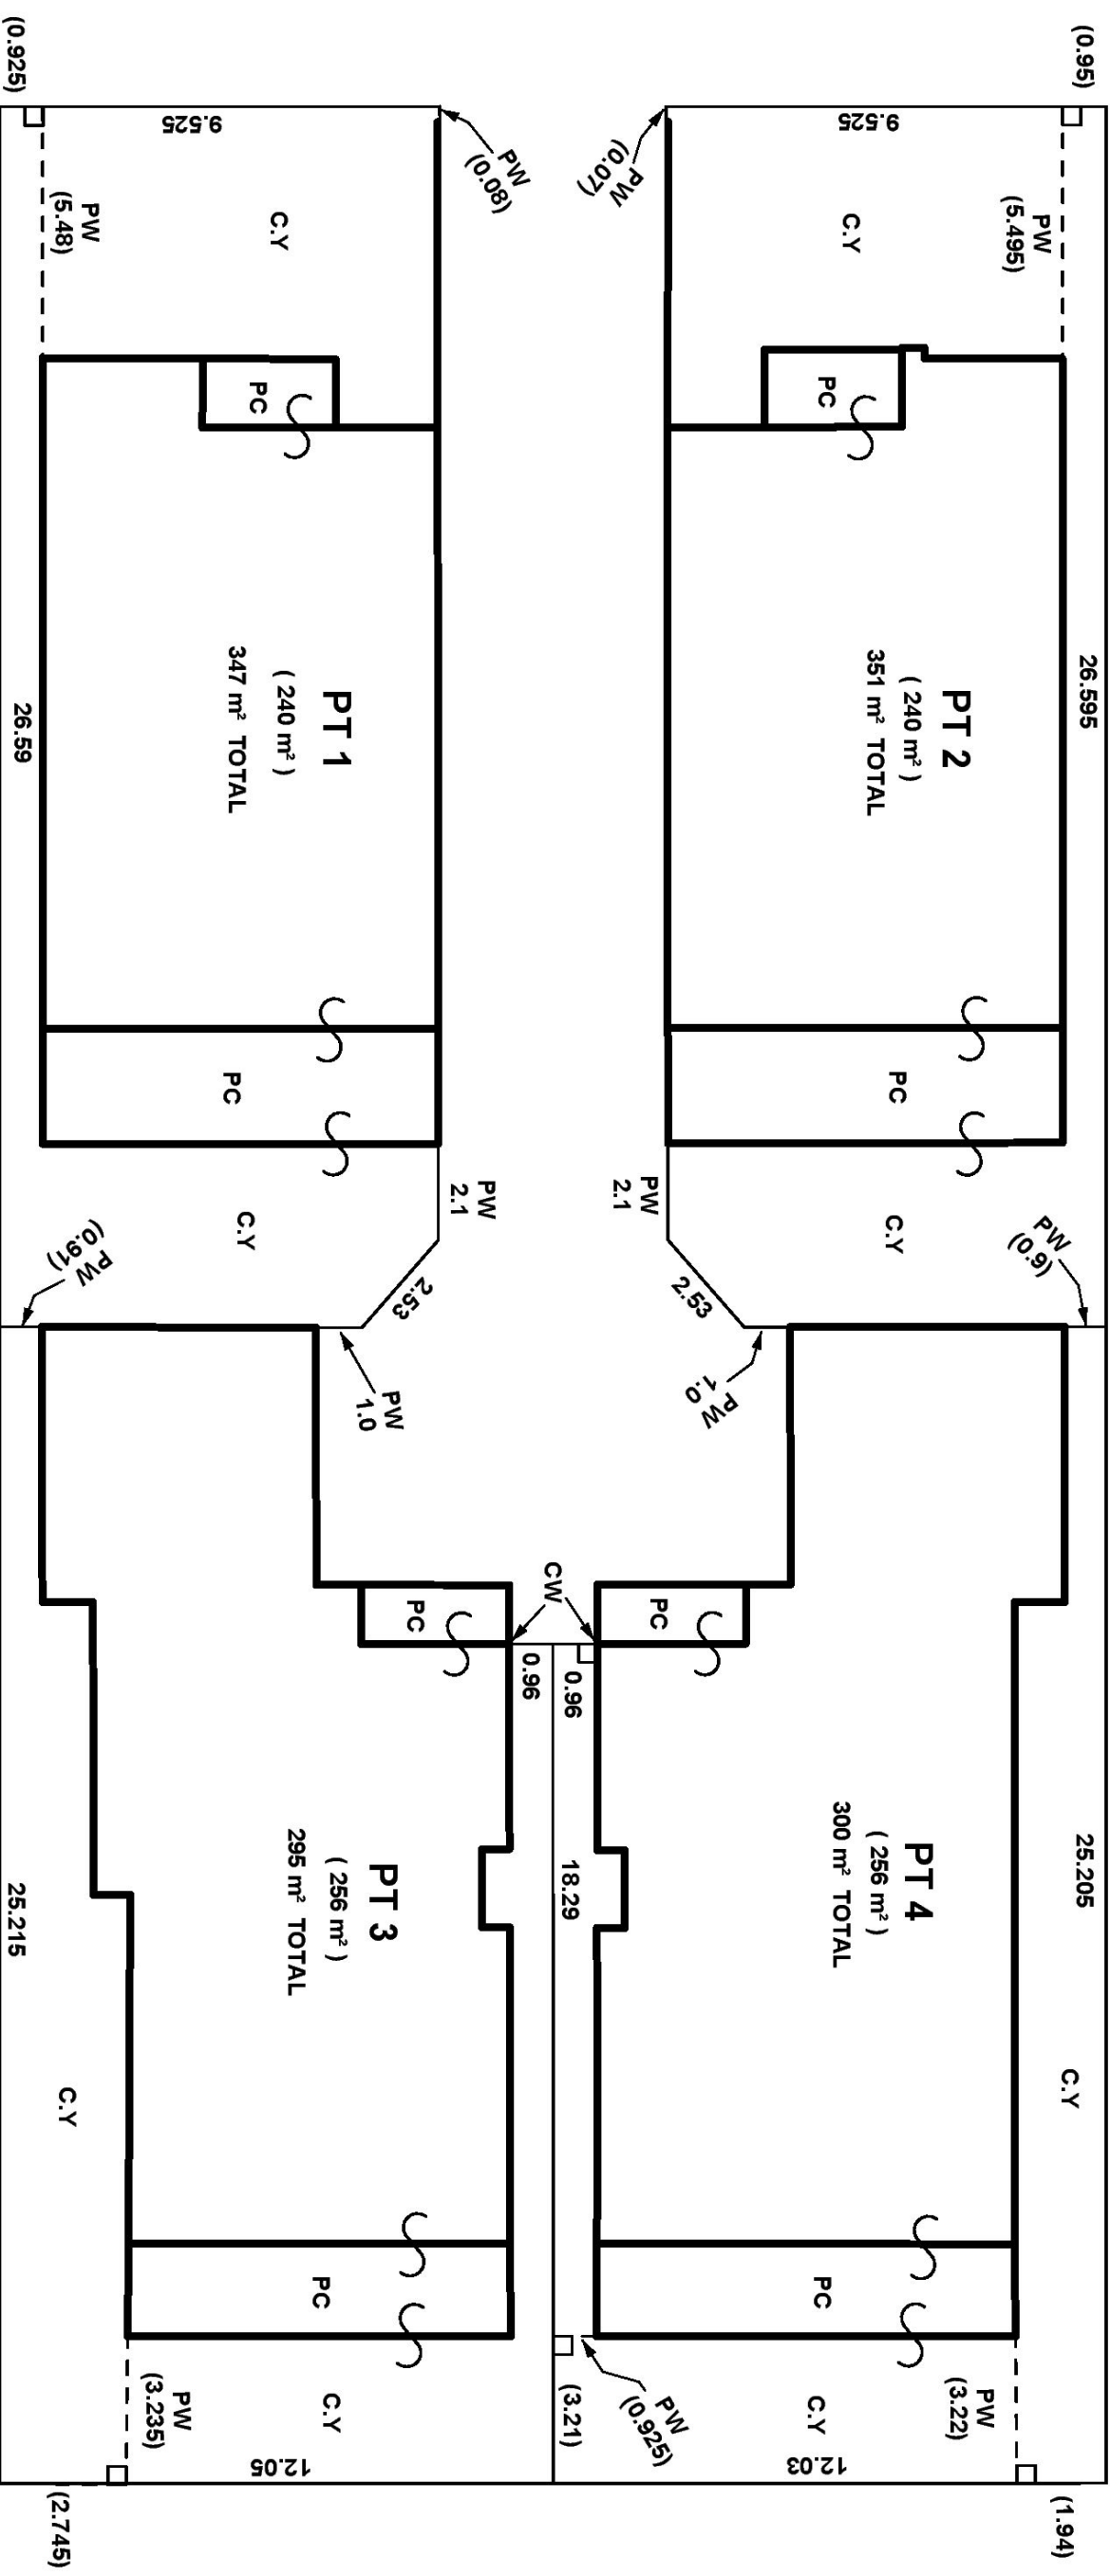 (0.925)
(0.95)
9.525
9.525
PW
(0.08)
PW
(0.07)
PW
(5.48)
C.Y
C.Y
PW
(5.495)
PC
PC
PT 1
( 240 m² )
347 m² TOTAL
26.59
PT 2
( 240 m² )
351 m² TOTAL
26.595
PC
PC
PW
2.1
PW
2.1
C.Y
C.Y
PW
(0.91)
PW
(0.9)
2.53
2.53
PW
1.0
PW
1.0
CW
PC
PC
0.96
0.96
18.29
PT 3
( 256 m² )
295 m² TOTAL
25.215
PT 4
( 256 m² )
300 m² TOTAL
25.205
C.Y
C.Y
PC
PC
PW
(3.235)
C.Y
(3.21)
PW
(0.925)
C.Y
PW
(3.22)
12.05
12.03
(2.745)
(1.94)